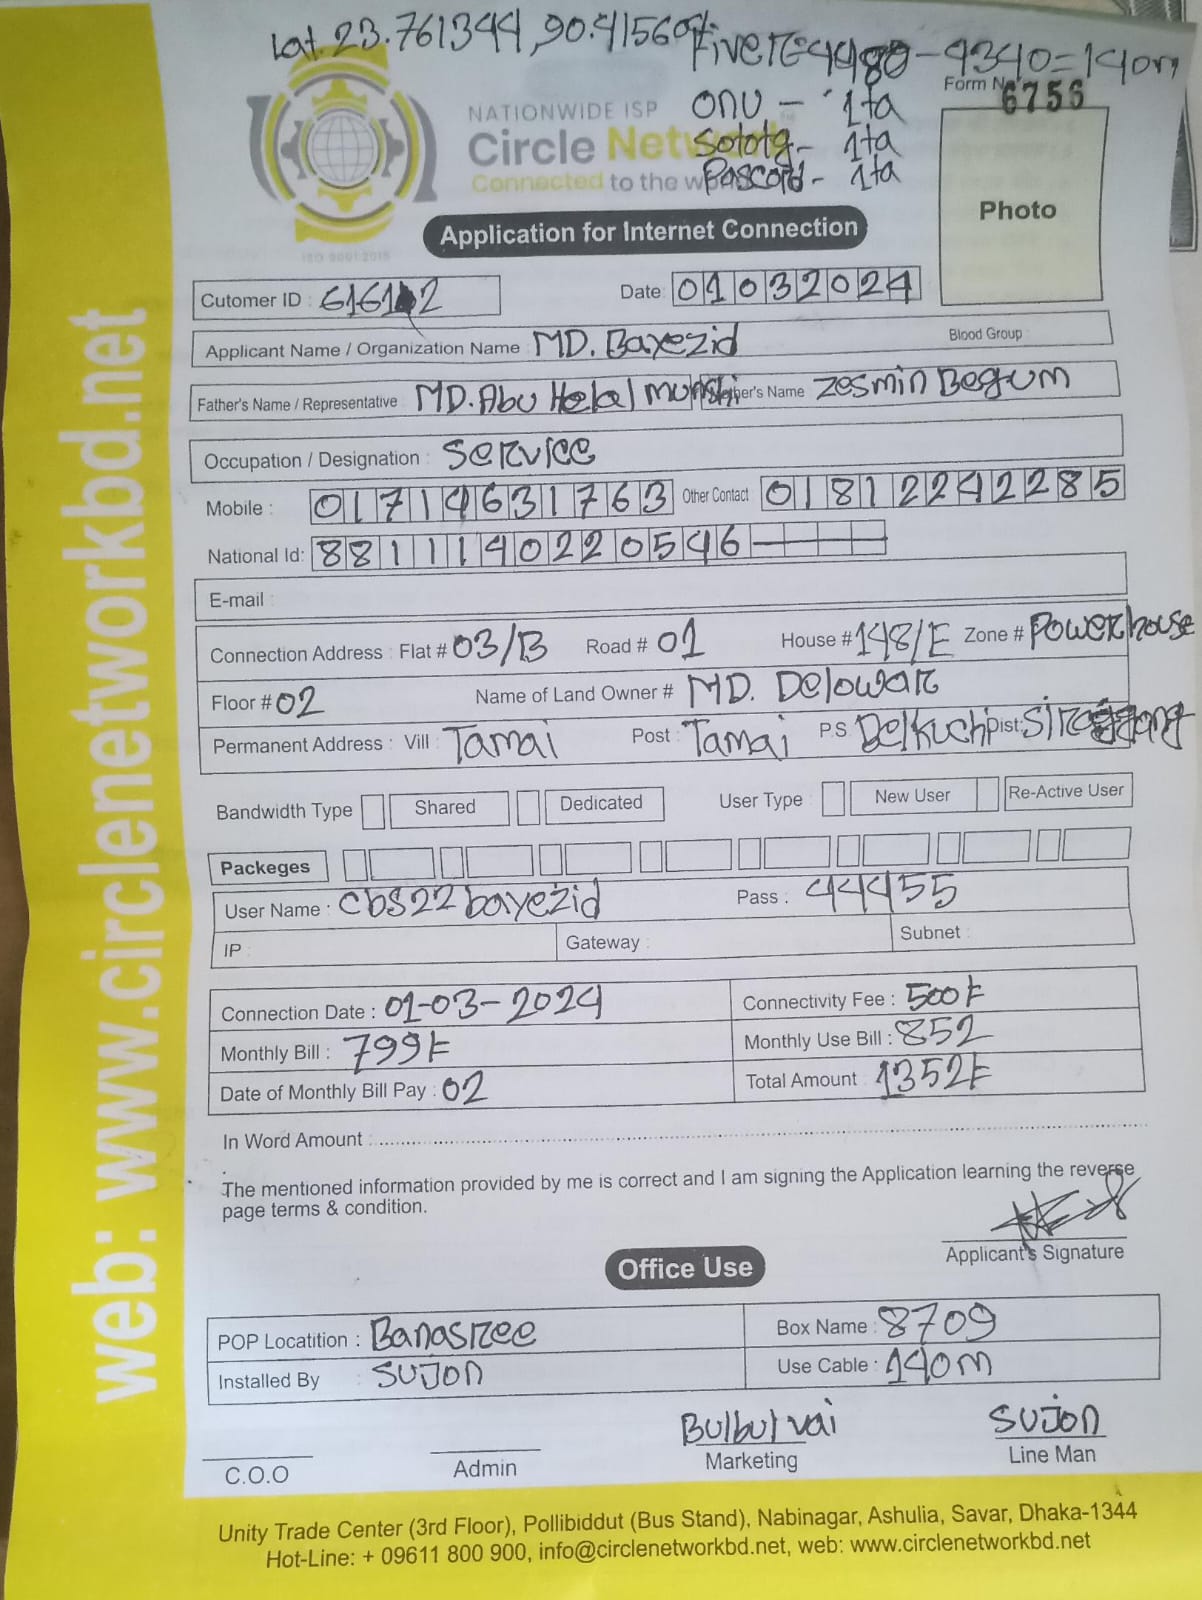 Lat. 23.761344, 90.415601
FiveR=4480-4340=140m
Form No 6756
NATIONWIDE ISP
ONU - 1ta
Circle Network
Sototg- 1ta
Connected to the
Pascord- 1ta
ISO 9001:2015
Photo
Application for Internet Connection
Cutomer ID : 616112
Date: 01032024
Applicant Name / Organization Name : MD. Bayezid Blood Group :
Father's Name / Representative : MD. Abu Helal Munshi Mother's Name Zesmin Begum
Occupation / Designation : Service
Mobile : 01714631763 Other Contact 01812242285
National Id: 88111140220546
E-mail :
Connection Address : Flat # 03/B Road # 01 House # 148/E Zone # Powerhouse
Floor # 02 Name of Land Owner # MD. Delowar
Permanent Address : Vill : Tamai Post : Tamai P.S. Delkuchi Dist:
Bandwidth Type Shared Dedicated User Type : New User Re-Active User
Packeges
User Name : cbs22bayezid Pass : 44455
IP : Gateway : Subnet :
Connection Date : 01-03-2024 Connectivity Fee : 500/=
Monthly Bill : 799/= Monthly Use Bill : 852
Date of Monthly Bill Pay : 02 Total Amount : 1352/=
In Word Amount :
The mentioned information provided by me is correct and I am signing the Application learning the reverse
page terms & condition.
Applicant's Signature
Office Use
POP Locatition : Banasree Box Name : 8709
Installed By : Sujon Use Cable : 140m
Bulbul vai Sujon
C.O.O Admin Marketing Line Man
Unity Trade Center (3rd Floor), Pollibiddut (Bus Stand), Nabinagar, Ashulia, Savar, Dhaka-1344
Hot-Line: + 09611 800 900, info@circlenetworkbd.net, web: www.circlenetworkbd.net
web: www.circlenetworkbd.net